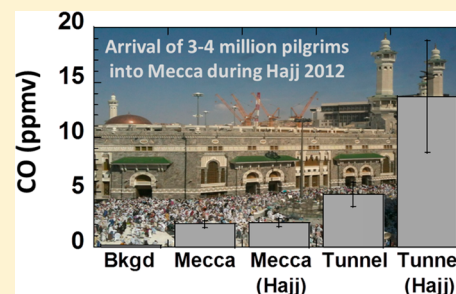 Arrival of 3-4 million pilgrims
into Mecca during Hajj 2012
CO (ppmv)
20
15
10
5
0
Bkgd Mecca Mecca Tunnel Tunne
(Hajj) (Hajj)